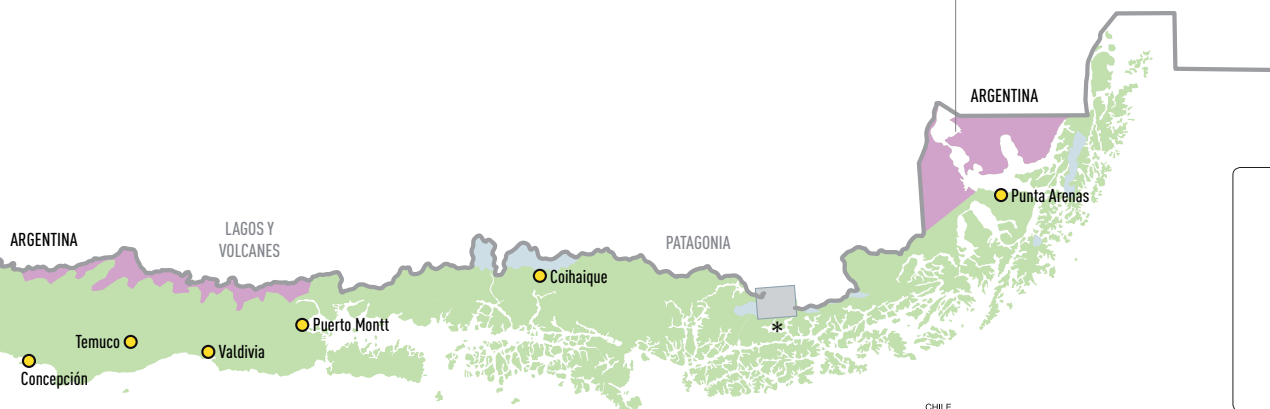 ARGENTINA
ARGENTINA
LAGOS Y
VOLCANES
PATAGONIA
Punta Arenas
Coihaique
Puerto Montt
Temuco
Valdivia
Concepción
*
CHILE